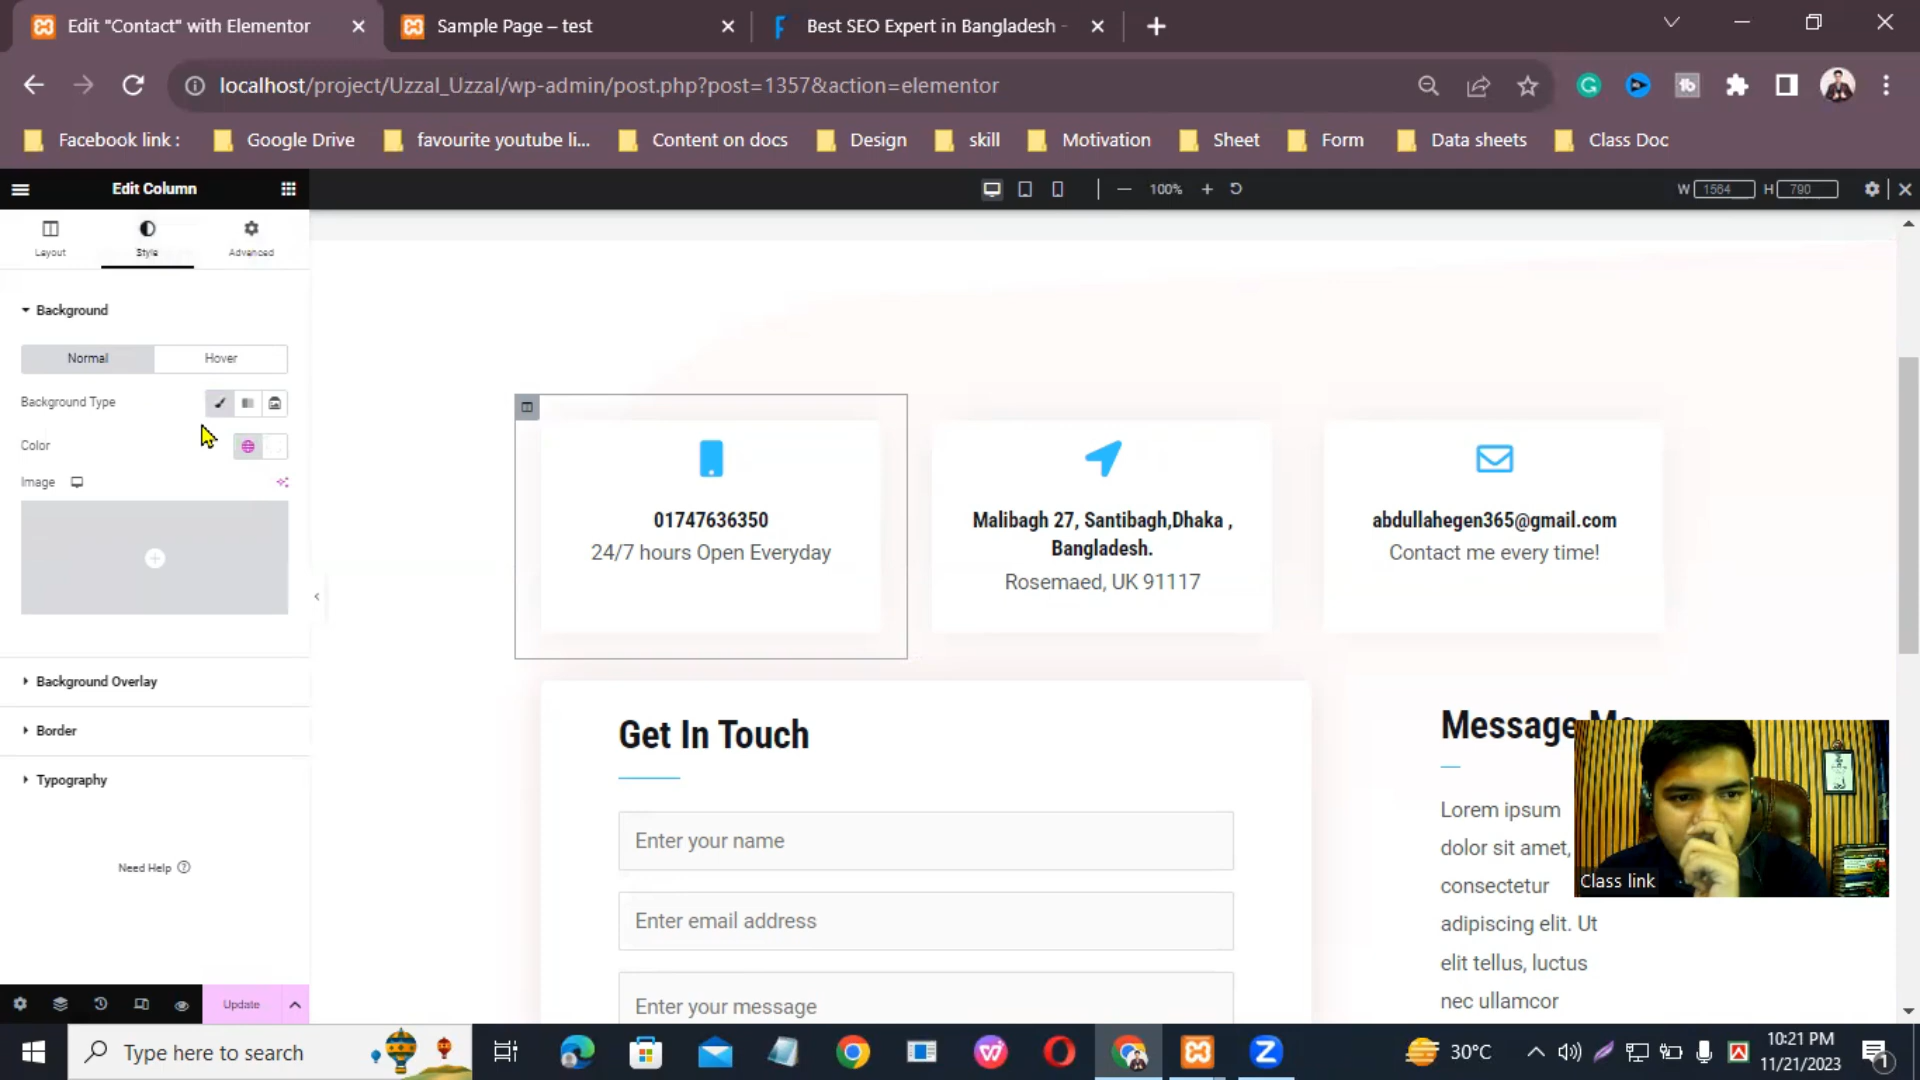 Edit "Contact" with Elementor
Sample Page – test
Best SEO Expert in Bangladesh -
localhost/project/Uzzal_Uzzal/wp-admin/post.php?post=1357&action=elementor
Facebook link :
Google Drive
favourite youtube li...
Content on docs
Design
skill
Motivation
Sheet
Form
Data sheets
Class Doc
Edit Column
100%
W 1564 H 790
Layout
Style
Advanced
Background
Normal
Hover
Background Type
Color
Image
Background Overlay
Border
Typography
Need Help
Update
01747636350
24/7 hours Open Everyday
Malibagh 27, Santibagh,Dhaka ,
Bangladesh.
Rosemaed, UK 91117
abdullahegen365@gmail.com
Contact me every time!
Get In Touch
Enter your name
Enter email address
Enter your message
Message
Lorem ipsum
dolor sit amet,
consectetur
adipiscing elit. Ut
elit tellus, luctus
nec ullamcor
Class link
Type here to search
30°C
10:21 PM
11/21/2023
1